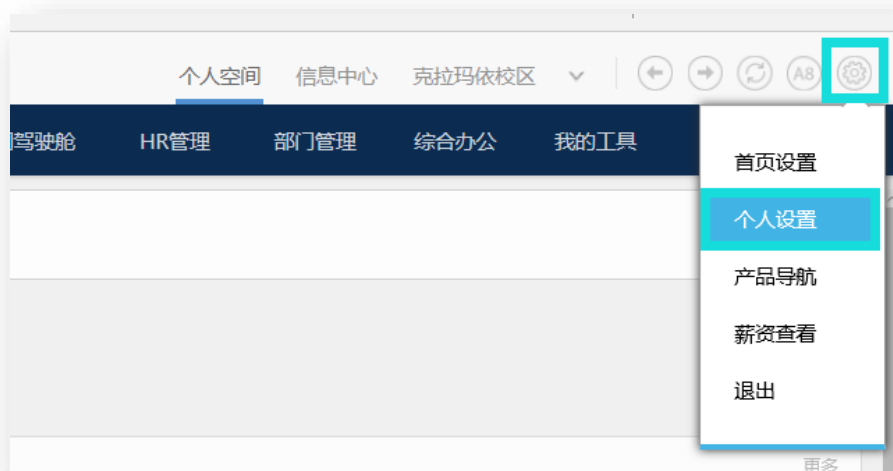 个人空间 信息中心 克拉玛依校区 A8
驾驶舱 HR管理 部门管理 综合办公 我的工具
首页设置
个人设置
产品导航
薪资查看
退出
更多